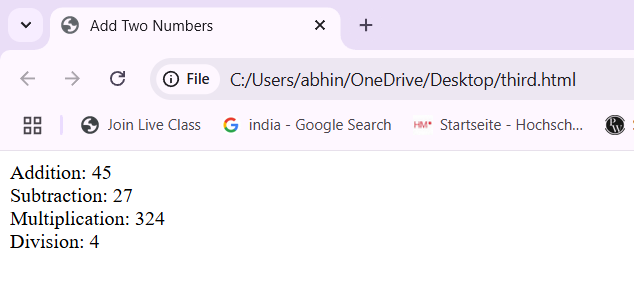 Add Two Numbers
File C:/Users/abhin/OneDrive/Desktop/third.html
Join Live Class india - Google Search HM Startseite - Hochsch... PW
Addition: 45
Subtraction: 27
Multiplication: 324
Division: 4